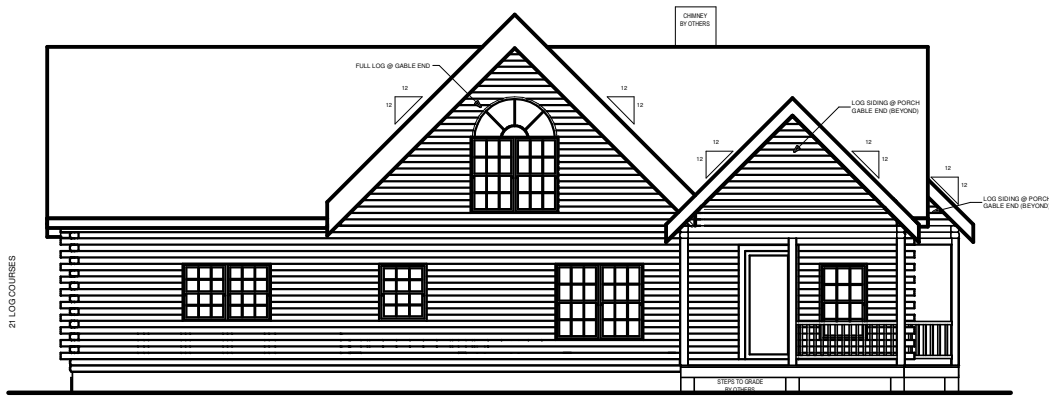 CHIMNEY
BY OTHERS
FULL LOG @ GABLE END
12
12
12
12
LOG SIDING @ PORCH
GABLE END (BEYOND)
12
12
12
12
12
12
LOG SIDING @ PORCH
GABLE END (BEYOND)
21 LOG COURSES
STEPS TO GRADE
BY OTHERS